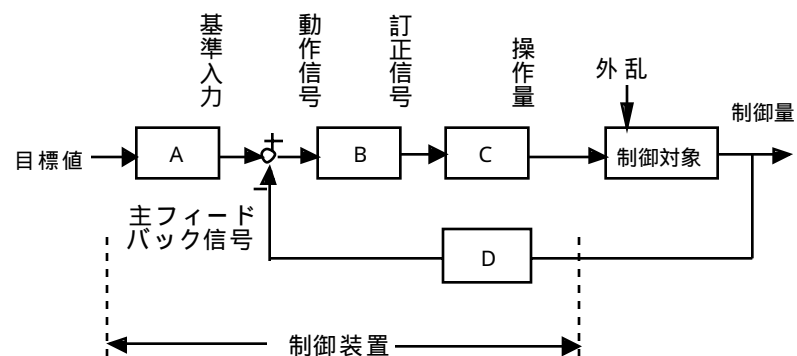 基準入力
動作信号
訂正信号
操作量
外乱
制御量
目標値
A
+
B
C
制御対象
−
主フィード
バック信号
D
制御装置